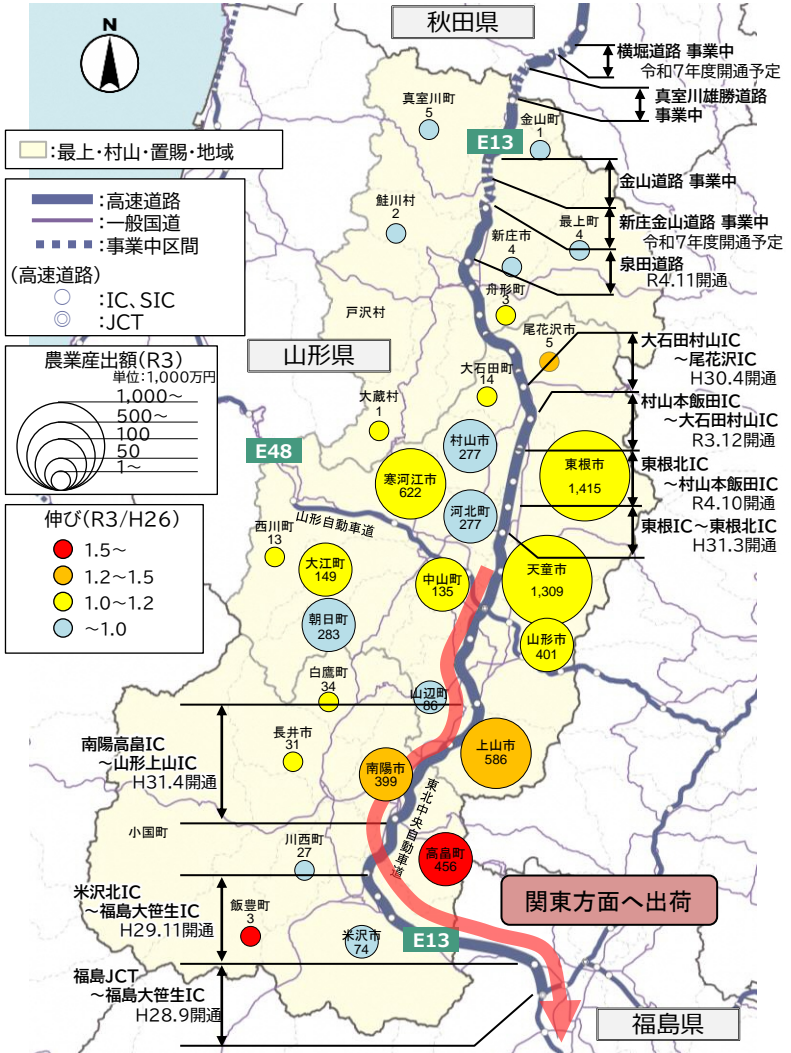 秋田県
N
横堀道路 事業中
令和7年度開通予定
真室川雄勝道路
事業中
真室川町
5
金山町
1
E13
:最上・村山・置賜・地域
金山道路 事業中
:高速道路
:一般国道
:事業中区間
(高速道路)
:IC、SIC
:JCT
鮭川村
2
新庄市
4
最上町
4
新庄金山道路 事業中
令和7年度開通予定
泉田道路
R4.11開通
舟形町
3
戸沢村
尾花沢市
5
山形県
大石田村山IC
～尾花沢IC
H30.4開通
農業産出額(R3)
単位:1,000万円
1,000～
500～
100
50
1～
大石田町
14
大蔵村
1
村山本飯田IC
～大石田村山IC
R3.12開通
村山市
277
E48
東根市
1,415
東根北IC
～村山本飯田IC
R4.10開通
寒河江市
622
河北町
277
東根IC～東根北IC
H31.3開通
伸び(R3/H26)
1.5～
1.2～1.5
1.0～1.2
～1.0
山形自動車道
西川町
13
大江町
149
中山町
135
天童市
1,309
朝日町
283
山形市
401
白鷹町
34
山辺町
86
南陽高畠IC
～山形上山IC
H31.4開通
長井市
31
南陽市
399
上山市
586
東北中央自動車道
小国町
川西町
27
高畠町
456
米沢北IC
～福島大笹生IC
H29.11開通
飯豊町
3
関東方面へ出荷
米沢市
74
E13
福島JCT
～福島大笹生IC
H28.9開通
福島県